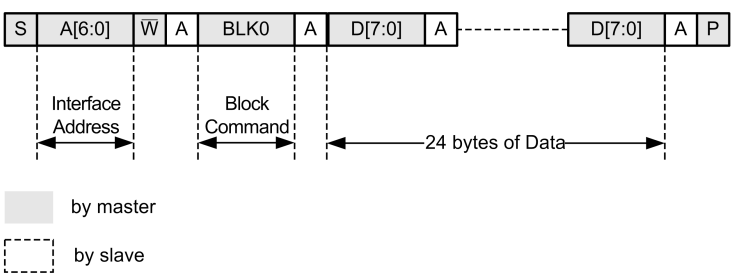 S A[6:0] W̅ A BLK0 A D[7:0] A D[7:0] A P
Interface
Address
Block
Command
24 bytes of Data
by master
by slave